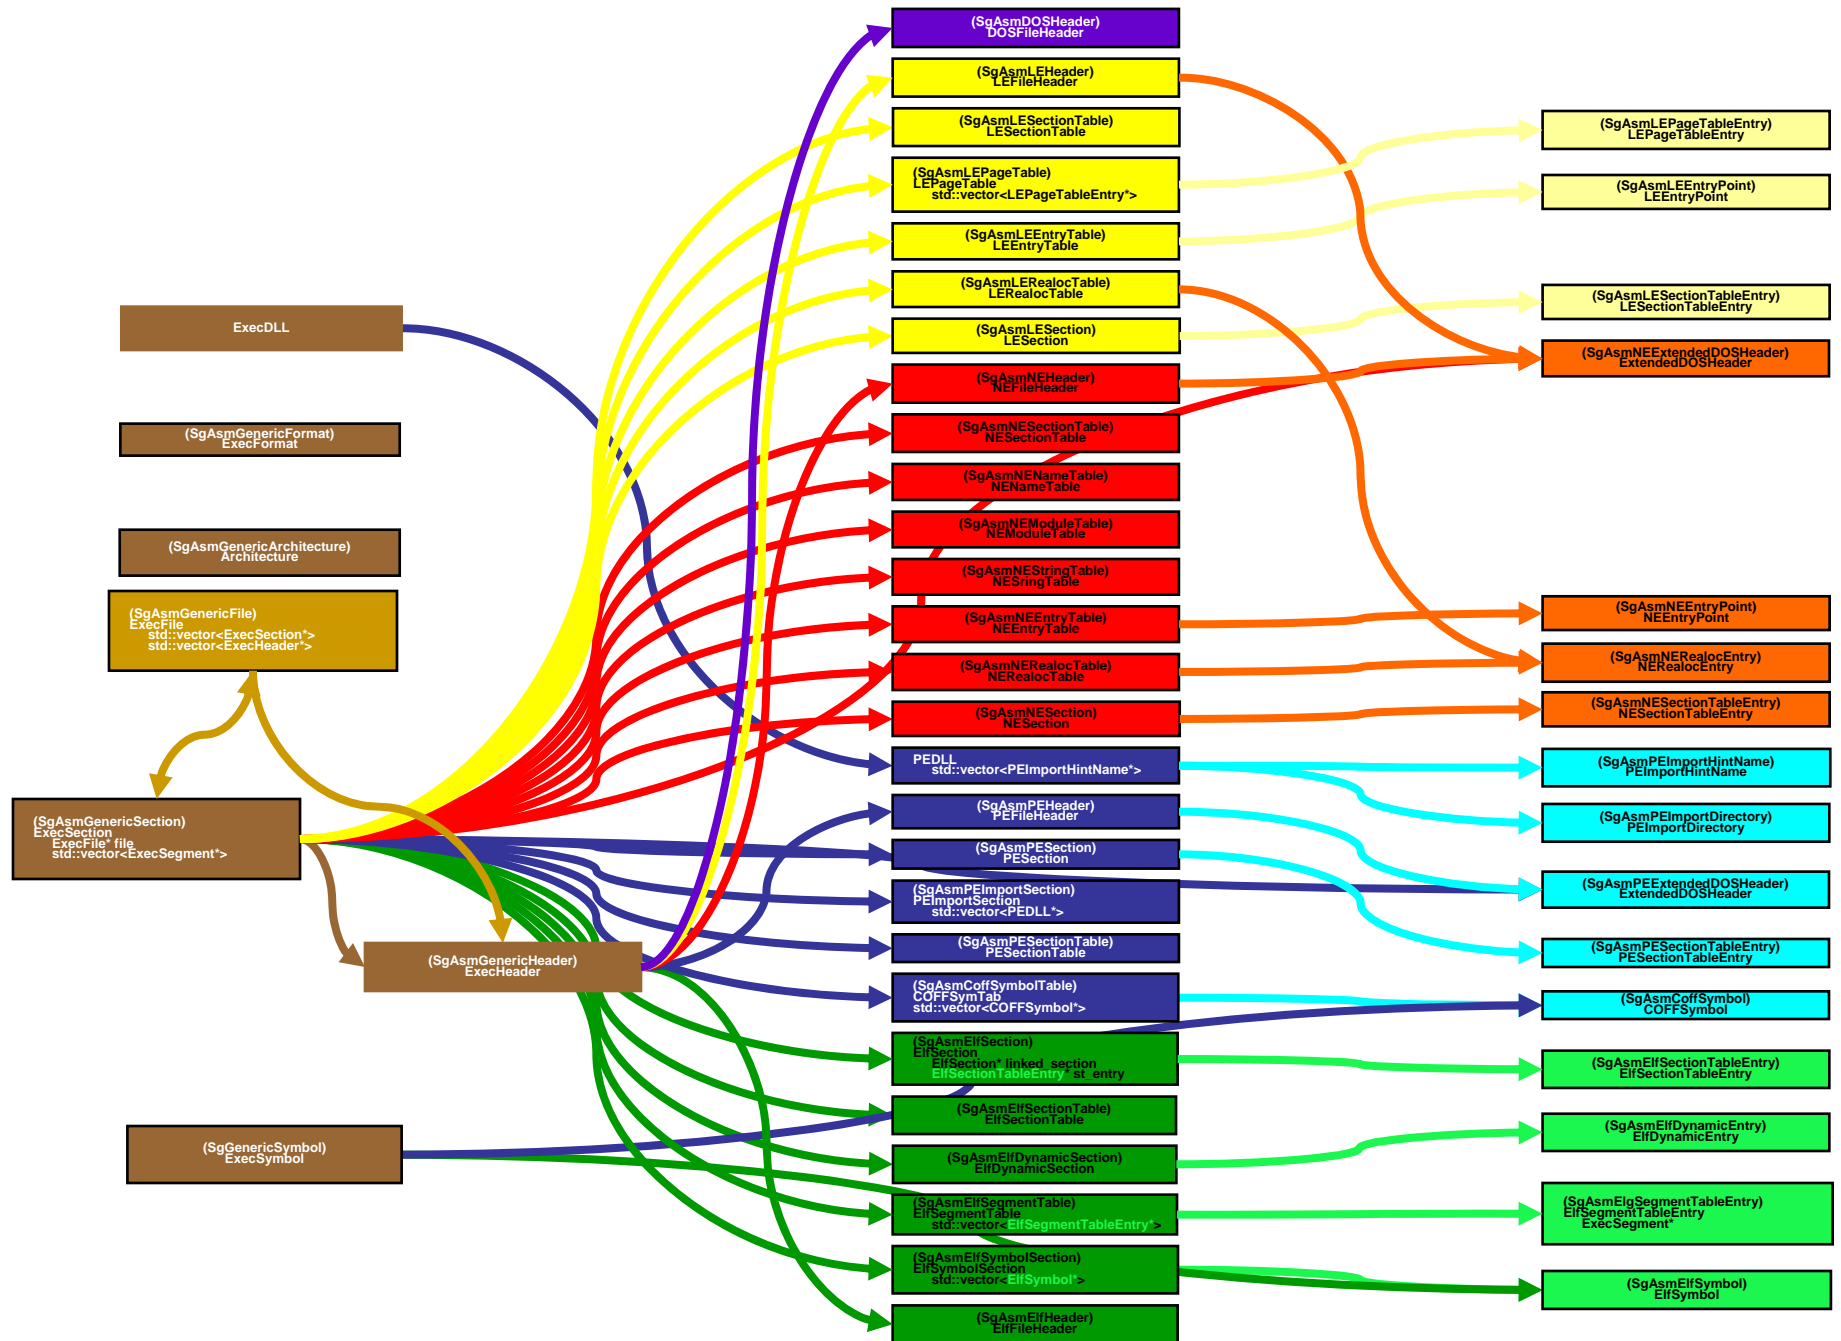 ExecDLL
(SgAsmGenericFormat)
ExecFormat
(SgAsmGenericArchitecture)
Architecture
(SgAsmGenericFile)
ExecFile
std::vector<ExecSection*>
std::vector<ExecHeader*>
(SgAsmGenericSection)
ExecSection
ExecFile* file
std::vector<ExecSegment*>
(SgAsmGenericHeader)
ExecHeader
(SgGenericSymbol)
ExecSymbol
(SgAsmDOSHeader)
DOSFileHeader
(SgAsmLEHeader)
LEFileHeader
(SgAsmLESectionTable)
LESectionTable
(SgAsmLEPageTable)
LEPageTable
std::vector<LEPageTableEntry*>
(SgAsmLEEntryTable)
LEEntryTable
(SgAsmLERealocTable)
LERealocTable
(SgAsmLESection)
LESection
(SgAsmNEHeader)
NEFileHeader
(SgAsmNESectionTable)
NESectionTable
(SgAsmNENameTable)
NENameTable
(SgAsmNEModuleTable)
NEModuleTable
(SgAsmNEStringTable)
NESringTable
(SgAsmNEEntryTable)
NEEntryTable
(SgAsmNERealocTable)
NERealocTable
(SgAsmNESection)
NESection
PEDLL
std::vector<PEImportHintName*>
(SgAsmPEHeader)
PEFileHeader
(SgAsmPESection)
PESection
(SgAsmPEImportSection)
PEImportSection
std::vector<PEDLL*>
(SgAsmPESectionTable)
PESectionTable
(SgAsmCoffSymbolTable)
COFFSymTab
std::vector<COFFSymbol*>
(SgAsmElfSection)
ElfSection
ElfSection* linked_section
ElfSectionTableEntry* st_entry
(SgAsmElfSectionTable)
ElfSectionTable
(SgAsmElfDynamicSection)
ElfDynamicSection
(SgAsmElfSegmentTable)
ElfSegmentTable
std::vector<ElfSegmentTableEntry*>
(SgAsmElfSymbolSection)
ElfSymbolSection
std::vector<ElfSymbol*>
(SgAsmElfHeader)
ElfFileHeader
(SgAsmLEPageTableEntry)
LEPageTableEntry
(SgAsmLEEntryPoint)
LEEntryPoint
(SgAsmLESectionTableEntry)
LESectionTableEntry
(SgAsmNEExtendedDOSHeader)
ExtendedDOSHeader
(SgAsmNEEntryPoint)
NEEntryPoint
(SgAsmNERealocEntry)
NERealocEntry
(SgAsmNESectionTableEntry)
NESectionTableEntry
(SgAsmPEImportHintName)
PEImportHintName
(SgAsmPEImportDirectory)
PEImportDirectory
(SgAsmPEExtendedDOSHeader)
ExtendedDOSHeader
(SgAsmPESectionTableEntry)
PESectionTableEntry
(SgAsmCoffSymbol)
COFFSymbol
(SgAsmElfSectionTableEntry)
ElfSectionTableEntry
(SgAsmElfDynamicEntry)
ElfDynamicEntry
(SgAsmElgSegmentTableEntry)
ElfSegmentTableEntry
ExecSegment*
(SgAsmElfSymbol)
ElfSymbol